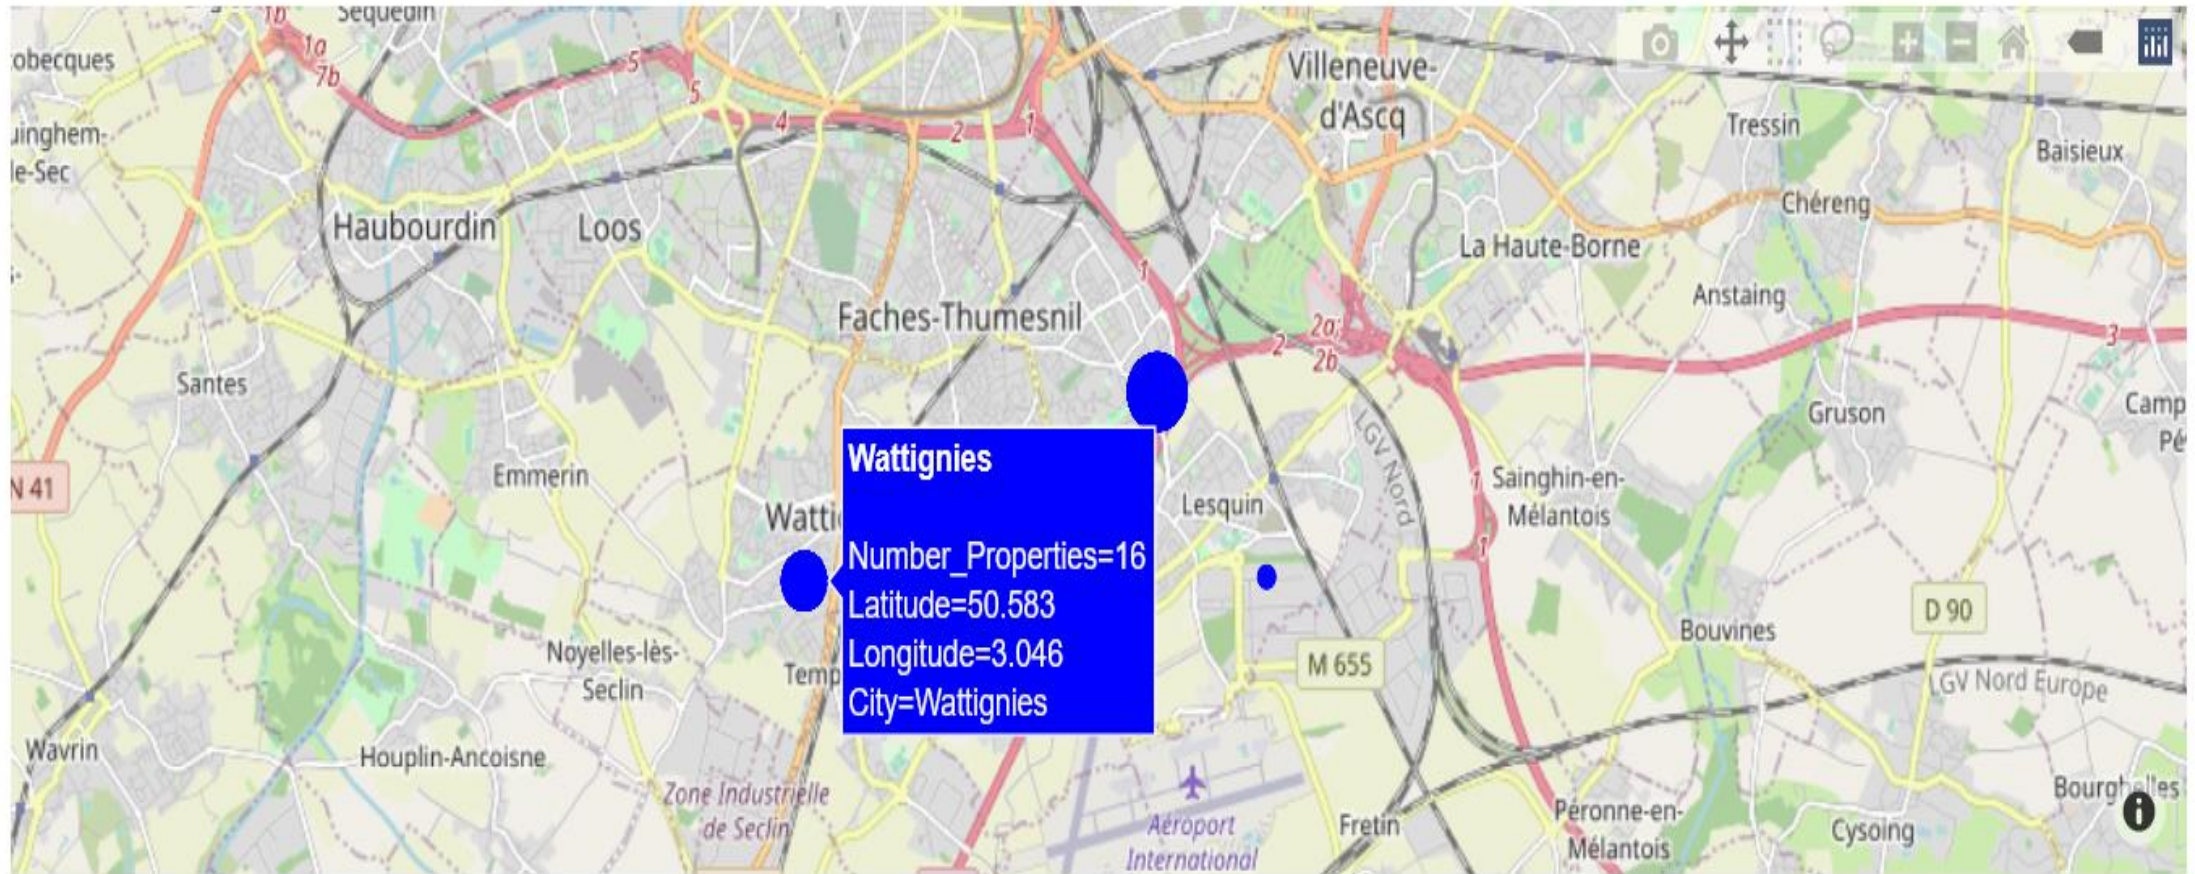 1b
Sequedin
1a
7b
obecques
5
5
4
2
1
Villeneuve-
d'Ascq
Tressin
Baisieux
uinghem-
le-Sec
Chéreng
Haubourdin
Loos
La Haute-Borne
1
Anstaing
Faches-Thumesnil
2a
2
2b
3
Santes
Gruson
Camp
Pé
LGV Nord
Wattignies
Emmerin
N 41
1
Sainghin-en-
Mélantois
Lesquin
Watti
1
Number_Properties=16
Latitude=50.583
Longitude=3.046
City=Wattignies
D 90
Bouvines
M 655
Noyelles-lès-
Seclin
Temp
LGV Nord Europe
Wavrin
Houplin-Ancoisne
Bourghelles
Zone Industrielle
de Seclin
Aéroport
International
Fretin
Péronne-en-
Mélantois
Cysoing